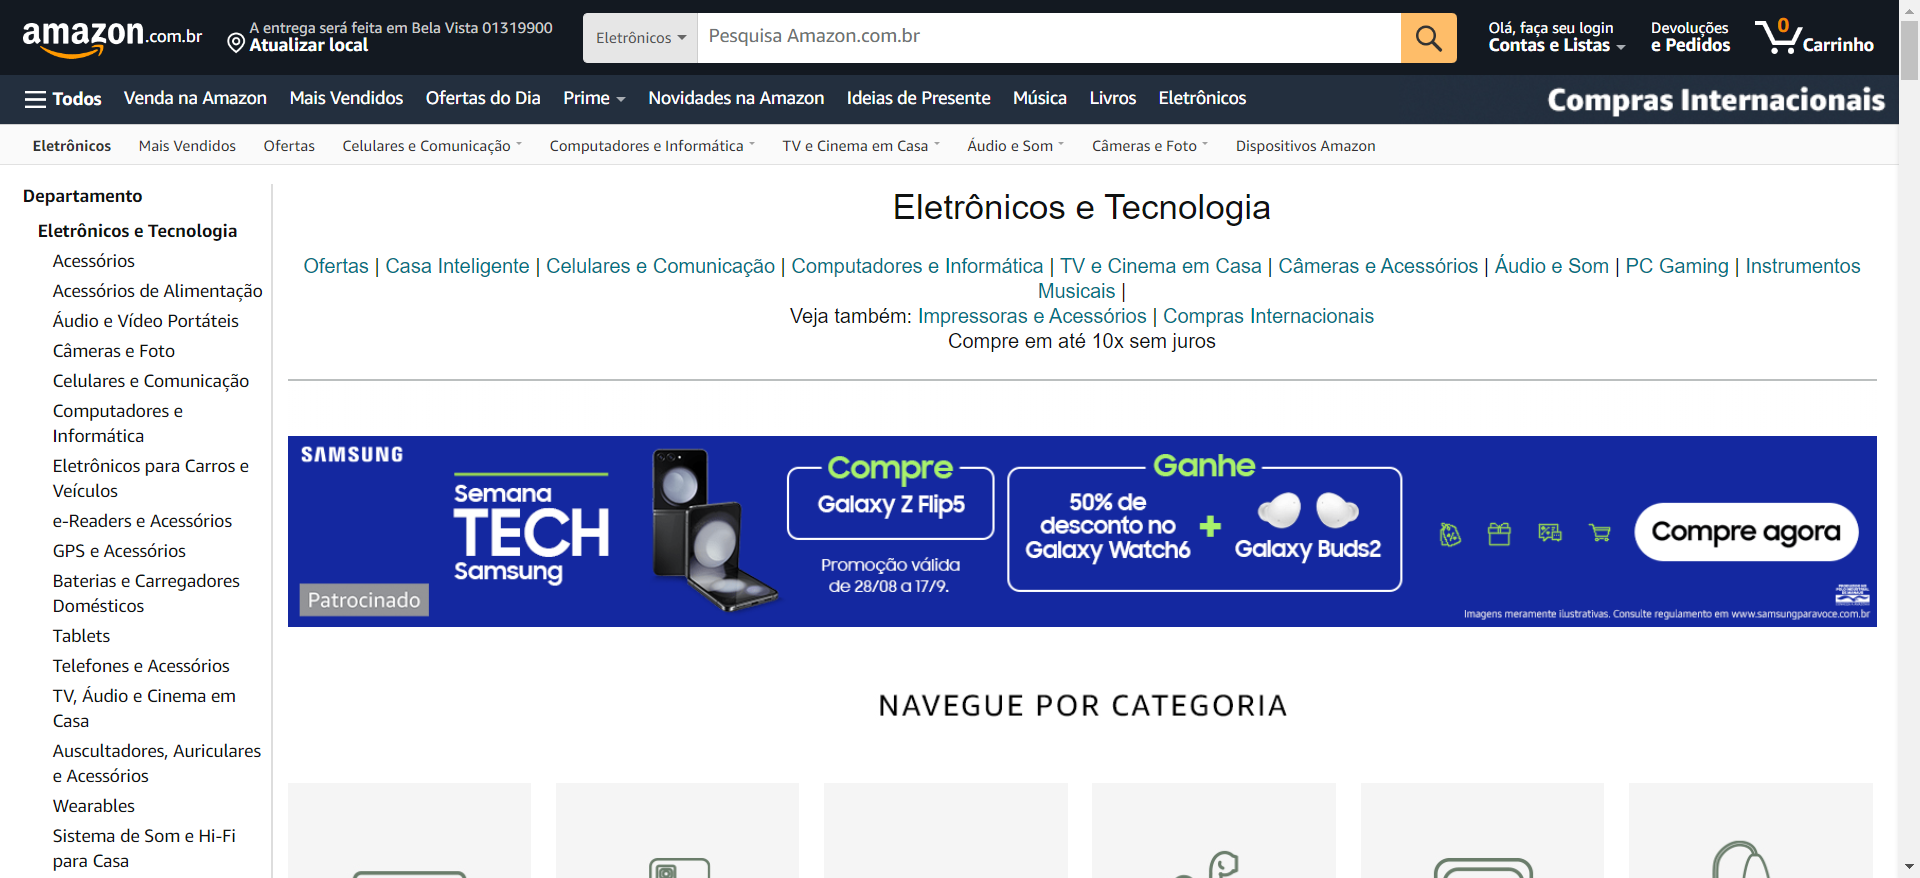 amazon.com.br
A entrega será feita em Bela Vista 01319900
Atualizar local
Eletrônicos
Pesquisa Amazon.com.br
Olá, faça seu login
Contas e Listas
Devoluções
e Pedidos
0
Carrinho
Todos
Venda na Amazon
Mais Vendidos
Ofertas do Dia
Prime
Novidades na Amazon
Ideias de Presente
Música
Livros
Eletrônicos
Compras Internacionais
Eletrônicos
Mais Vendidos
Ofertas
Celulares e Comunicação
Computadores e Informática
TV e Cinema em Casa
Áudio e Som
Câmeras e Foto
Dispositivos Amazon
Departamento
Eletrônicos e Tecnologia
Acessórios
Acessórios de Alimentação
Áudio e Vídeo Portáteis
Câmeras e Foto
Celulares e Comunicação
Computadores e
Informática
Eletrônicos para Carros e
Veículos
e-Readers e Acessórios
GPS e Acessórios
Baterias e Carregadores
Domésticos
Tablets
Telefones e Acessórios
TV, Áudio e Cinema em
Casa
Auscultadores, Auriculares
e Acessórios
Wearables
Sistema de Som e Hi-Fi
para Casa
Eletrônicos e Tecnologia
Ofertas | Casa Inteligente | Celulares e Comunicação | Computadores e Informática | TV e Cinema em Casa | Câmeras e Acessórios | Áudio e Som | PC Gaming | Instrumentos
Musicais |
Veja também: Impressoras e Acessórios | Compras Internacionais
Compre em até 10x sem juros
SAMSUNG
Semana
TECH
Samsung
Patrocinado
Compre
Galaxy Z Flip5
Promoção válida
de 28/08 a 17/9.
Ganhe
50% de
desconto no
Galaxy Watch6
+
Galaxy Buds2
Compre agora
Imagens meramente ilustrativas. Consulte regulamento em www.samsungparavoce.com.br
NAVEGUE POR CATEGORIA